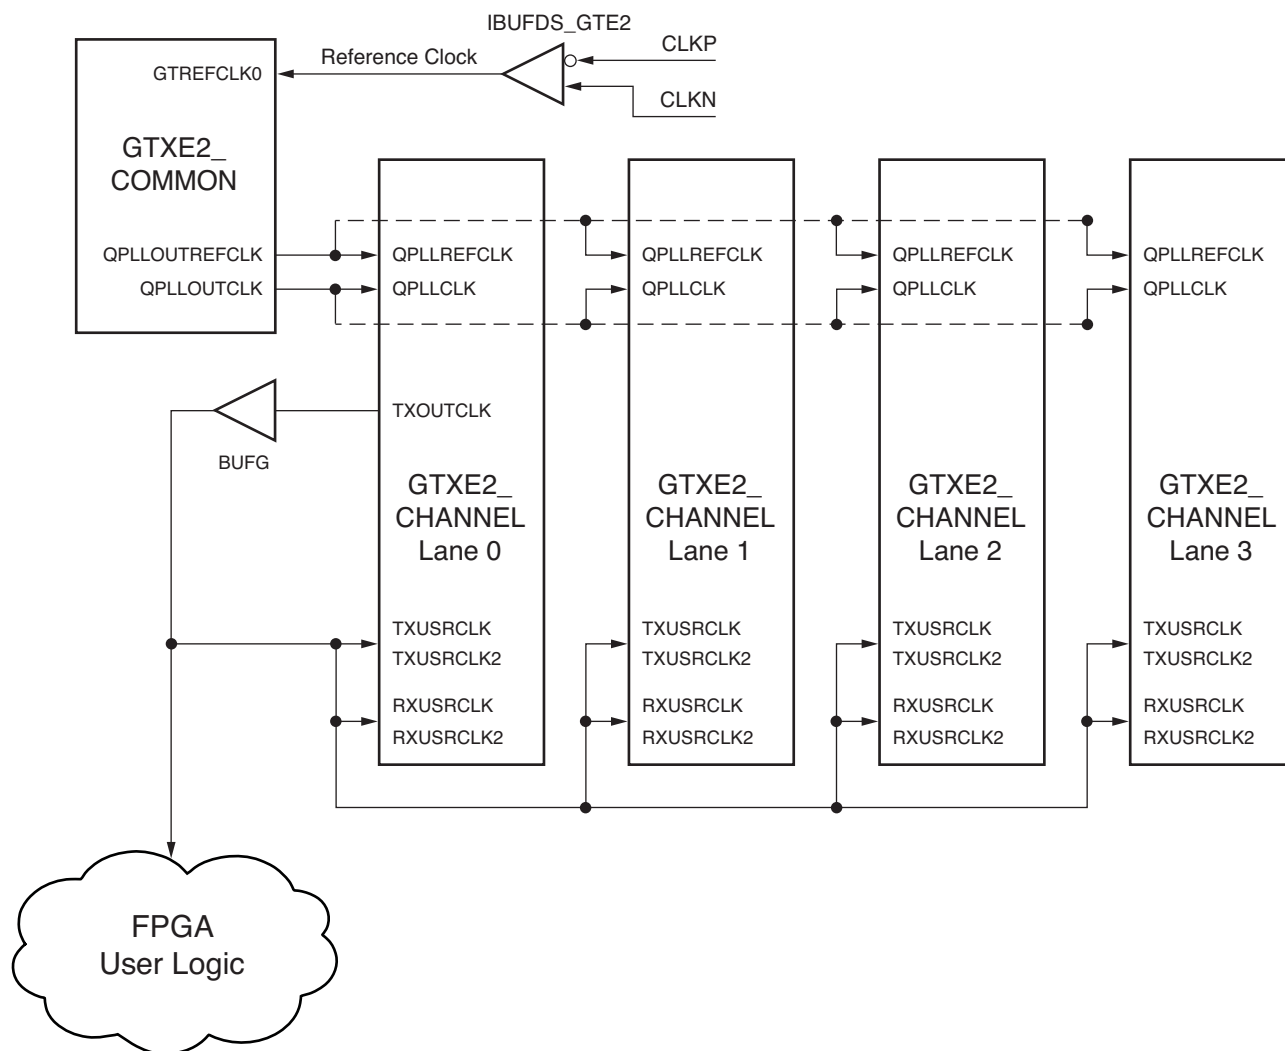 IBUFDS_GTE2
CLKP
Reference Clock
GTREFCLK0
CLKN
GTXE2_
COMMON
QPLLOUTREFCLK
QPLLOUTCLK
QPLLREFCLK
QPLLCLK
QPLLREFCLK
QPLLCLK
QPLLREFCLK
QPLLCLK
QPLLREFCLK
QPLLCLK
TXOUTCLK
BUFG
GTXE2_
CHANNEL
Lane 0
GTXE2_
CHANNEL
Lane 1
GTXE2_
CHANNEL
Lane 2
GTXE2_
CHANNEL
Lane 3
TXUSRCLK
TXUSRCLK2
RXUSRCLK
RXUSRCLK2
TXUSRCLK
TXUSRCLK2
RXUSRCLK
RXUSRCLK2
TXUSRCLK
TXUSRCLK2
RXUSRCLK
RXUSRCLK2
TXUSRCLK
TXUSRCLK2
RXUSRCLK
RXUSRCLK2
FPGA
User Logic